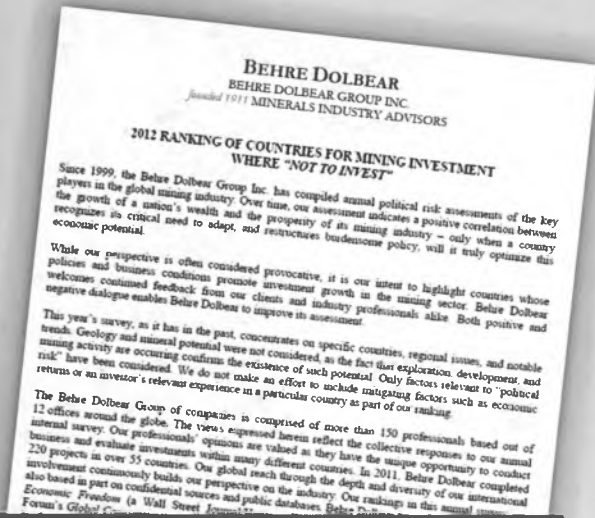 BEHRE DOLBEAR
BEHRE DOLBEAR GROUP INC.
founded 1911 MINERALS INDUSTRY ADVISORS
2012 RANKING OF COUNTRIES FOR MINING INVESTMENT
WHERE "NOT TO INVEST"
Since 1999, the Behre Dolbear Group Inc. has compiled annual political risk assessments of the key
players in the global mining industry. Over time, our assessment indicates a positive correlation between
the growth of a nation's wealth and the prosperity of its mining industry – only when a country
recognizes its critical need to adapt, and restructures burdensome policy, will it truly optimize this
economic potential.
While our perspective is often considered provocative, it is our intent to highlight countries whose
policies and business conditions promote investment growth in the mining sector. Behre Dolbear
welcomes continued feedback from our clients and industry professionals alike. Both positive and
negative dialogue enables Behre Dolbear to improve its assessment.
This year's survey, as it has in the past, concentrates on specific countries, regional issues, and notable
trends. Geology and mineral potential were not considered, as the fact that exploration, development, and
mining activity are occurring confirms the existence of such potential. Only factors relevant to "political
risk" have been considered. We do not make an effort to include mitigating factors such as economic
returns or an investor's relevant experience in a particular country as part of our ranking.
The Behre Dolbear Group of companies is comprised of more than 150 professionals based out of
12 offices around the globe. The views expressed herein reflect the collective responses to our annual
internal survey. Our professionals' opinions are valued as they have the unique opportunity to conduct
business and evaluate investments within many different countries. In 2011, Behre Dolbear completed
220 projects in over 55 countries. Our global reach through the depth and diversity of our international
involvement continuously builds our perspective on the industry. Our rankings in this annual survey
also based in part on confidential sources and public databases. Behre
Economic Freedom (a Wall Street
Forum's Global